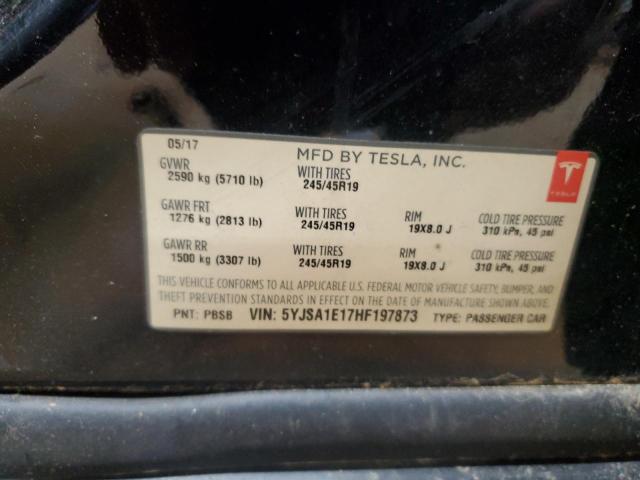 05/17 MFD BY TESLA, INC.
GVWR
2590 kg (5710 lb) WITH TIRES
245/45R19
TESLA
GAWR FRT
1276 kg (2813 lb) WITH TIRES
245/45R19 RIM
19X8.0 J COLD TIRE PRESSURE
310 kPa, 45 psi
GAWR RR
1500 kg (3307 lb) WITH TIRES
245/45R19 RIM
19X8.0 J COLD TIRE PRESSURE
310 kPa, 45 psi
THIS VEHICLE CONFORMS TO ALL APPLICABLE U.S. FEDERAL MOTOR VEHICLE SAFETY, BUMPER, AND
THEFT PREVENTION STANDARDS IN EFFECT ON THE DATE OF MANUFACTURE SHOWN ABOVE.
PNT: PBSB VIN: 5YJSA1E17HF197873 TYPE: PASSENGER CAR